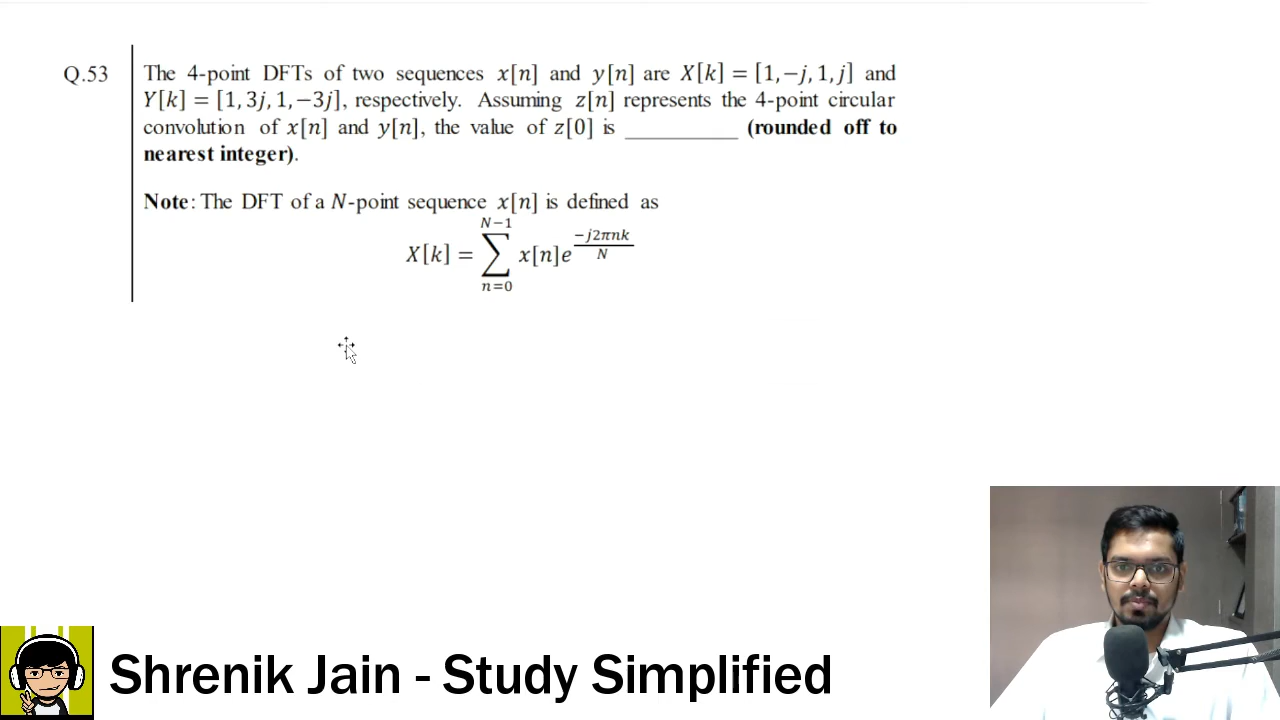 Q.53 The 4-point DFTs of two sequences x[n] and y[n] are X[k] = [1, −j, 1, j] and
Y[k] = [1, 3j, 1, −3j], respectively. Assuming z[n] represents the 4-point circular
convolution of x[n] and y[n], the value of z[0] is __________ (rounded off to
nearest integer).
Note: The DFT of a N-point sequence x[n] is defined as
X[k] = ∑_{n=0}^{N−1} x[n]e^{\frac{−j2πnk}{N}}
Shrenik Jain - Study Simplified